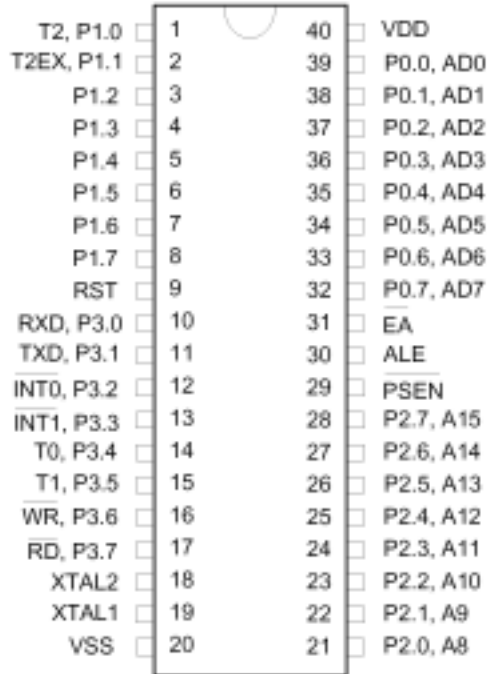 T2, P1.0 1 40 VDD
T2EX, P1.1 2 39 P0.0, AD0
P1.2 3 38 P0.1, AD1
P1.3 4 37 P0.2, AD2
P1.4 5 36 P0.3, AD3
P1.5 6 35 P0.4, AD4
P1.6 7 34 P0.5, AD5
P1.7 8 33 P0.6, AD6
RST 9 32 P0.7, AD7
RXD, P3.0 10 31 E̅A̅
TXD, P3.1 11 30 ALE
I̅N̅T̅0̅, P3.2 12 29 P̅S̅E̅N̅
I̅N̅T̅1̅, P3.3 13 28 P2.7, A15
T0, P3.4 14 27 P2.6, A14
T1, P3.5 15 26 P2.5, A13
W̅R̅, P3.6 16 25 P2.4, A12
R̅D̅, P3.7 17 24 P2.3, A11
XTAL2 18 23 P2.2, A10
XTAL1 19 22 P2.1, A9
VSS 20 21 P2.0, A8